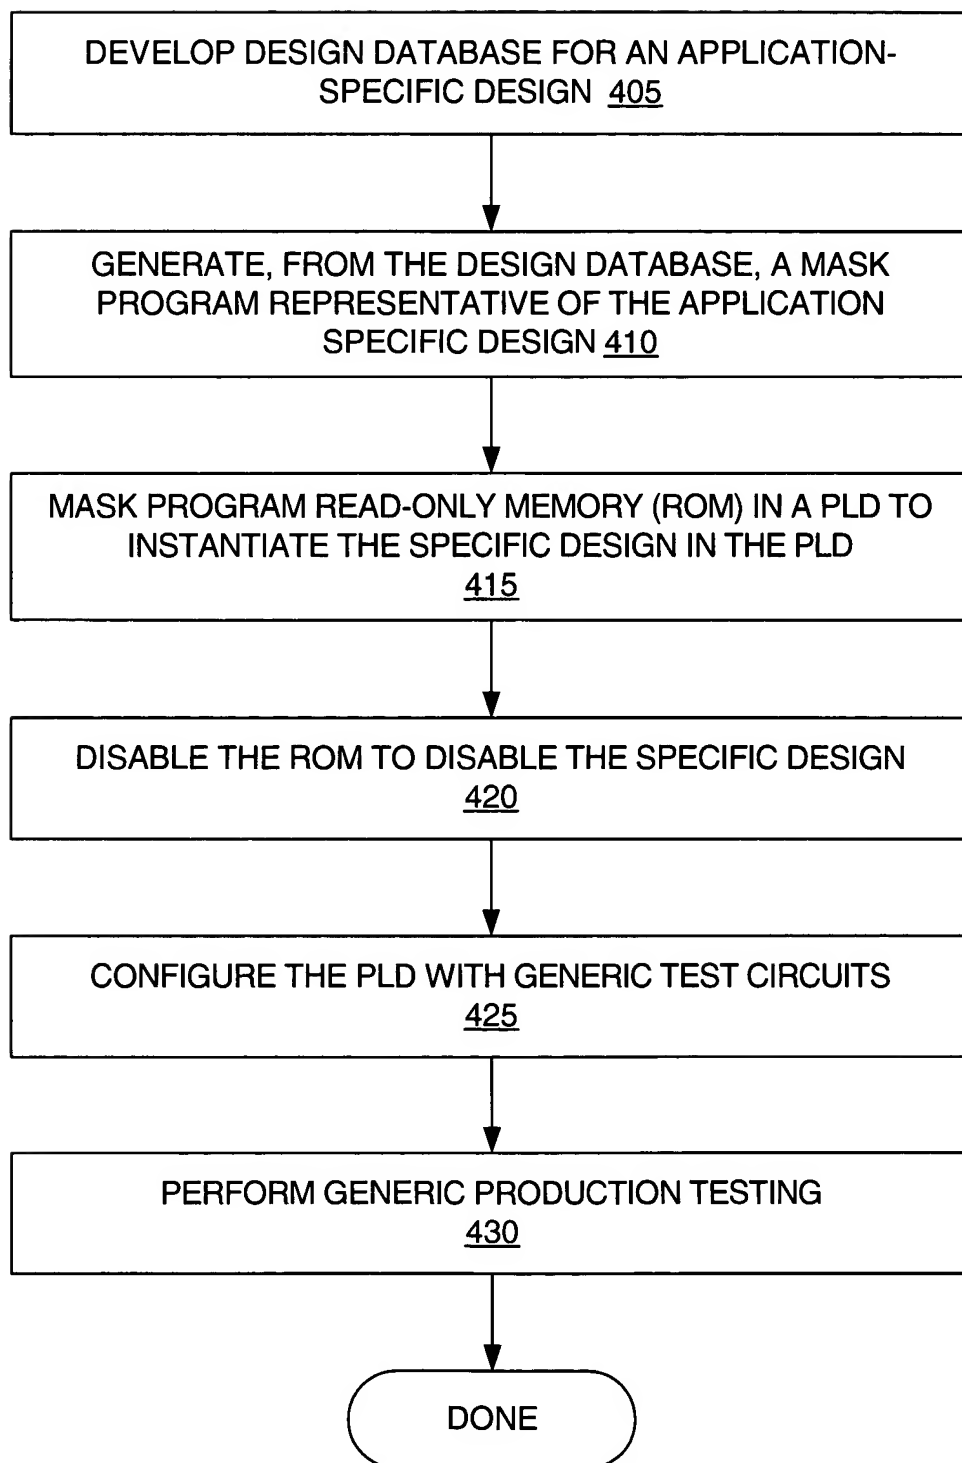 DEVELOP DESIGN DATABASE FOR AN APPLICATION-
SPECIFIC DESIGN 405
GENERATE, FROM THE DESIGN DATABASE, A MASK
PROGRAM REPRESENTATIVE OF THE APPLICATION
SPECIFIC DESIGN 410
MASK PROGRAM READ-ONLY MEMORY (ROM) IN A PLD TO
INSTANTIATE THE SPECIFIC DESIGN IN THE PLD
415
DISABLE THE ROM TO DISABLE THE SPECIFIC DESIGN
420
CONFIGURE THE PLD WITH GENERIC TEST CIRCUITS
425
PERFORM GENERIC PRODUCTION TESTING
430
DONE